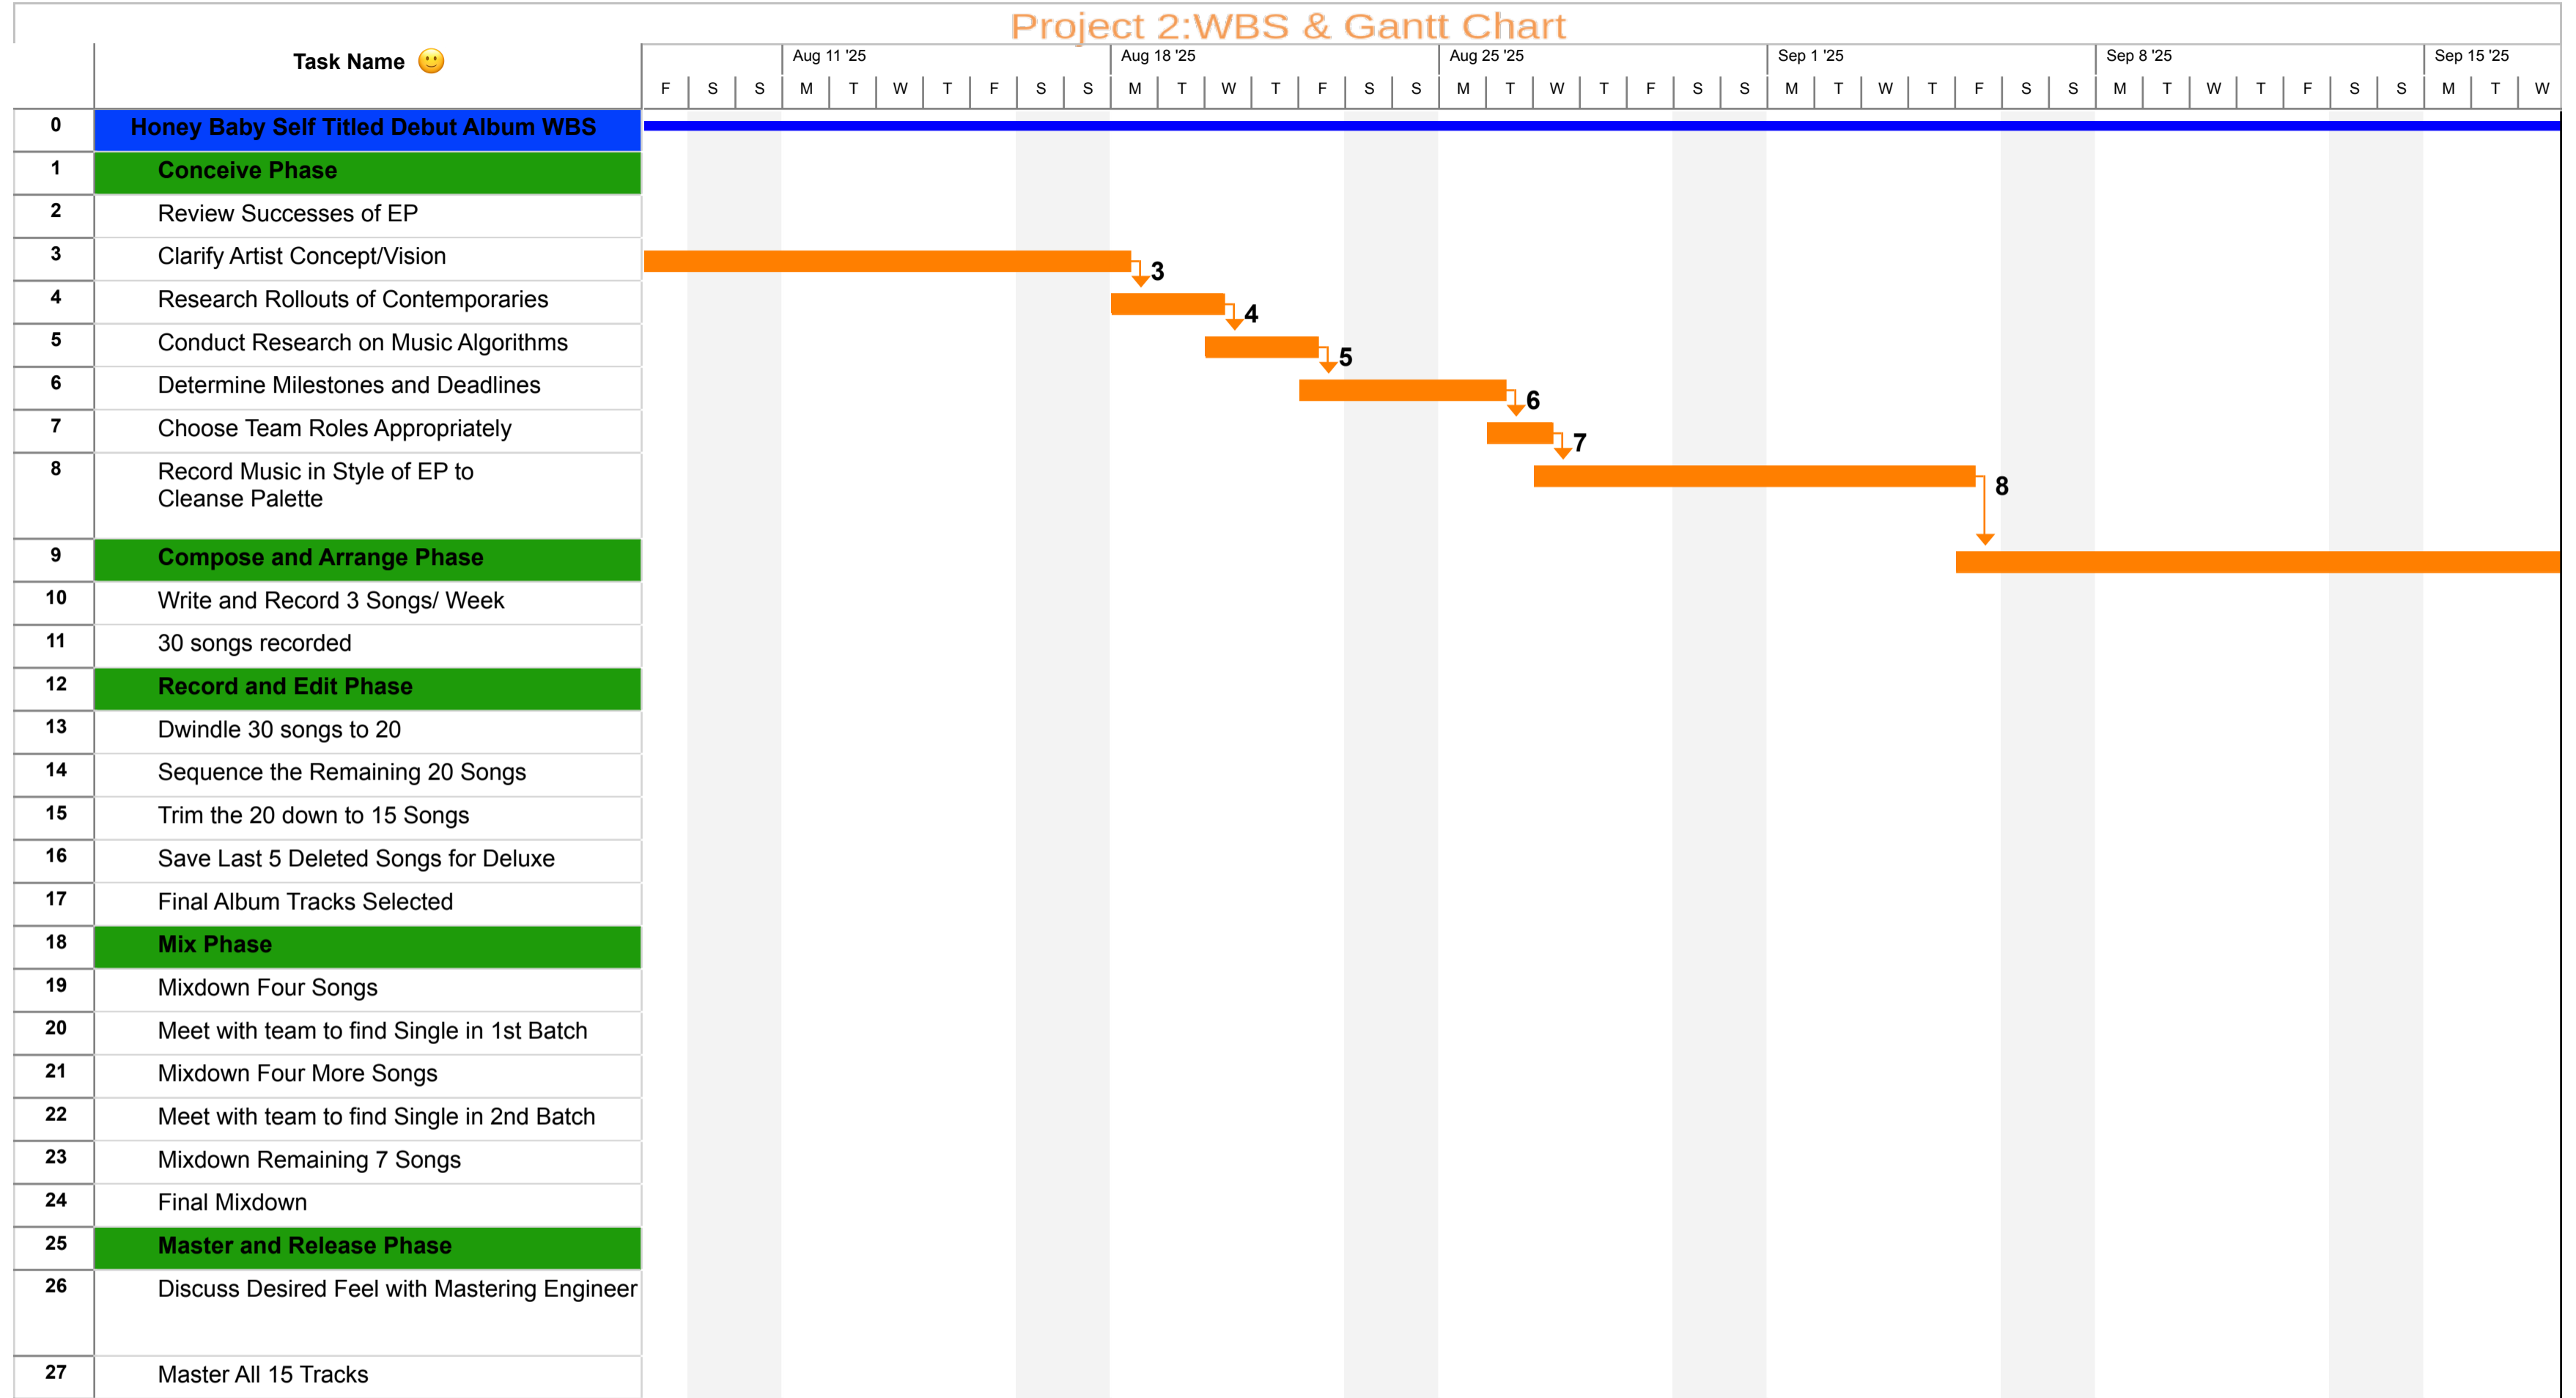 Project 2:WBS & Gantt Chart
Task Name 🙂
Aug 11 '25 Aug 18 '25 Aug 25 '25 Sep 1 '25 Sep 8 '25 Sep 15 '25
F S S M T W T F S S M T W T F S S M T W T F S S M T W T F S S M T W T F S S M T W
0 Honey Baby Self Titled Debut Album WBS
1 Conceive Phase
2 Review Successes of EP
3 Clarify Artist Concept/Vision 3
4 Research Rollouts of Contemporaries 4
5 Conduct Research on Music Algorithms 5
6 Determine Milestones and Deadlines 6
7 Choose Team Roles Appropriately 7
8 Record Music in Style of EP to 8
Cleanse Palette
9 Compose and Arrange Phase
10 Write and Record 3 Songs/ Week
11 30 songs recorded
12 Record and Edit Phase
13 Dwindle 30 songs to 20
14 Sequence the Remaining 20 Songs
15 Trim the 20 down to 15 Songs
16 Save Last 5 Deleted Songs for Deluxe
17 Final Album Tracks Selected
18 Mix Phase
19 Mixdown Four Songs
20 Meet with team to find Single in 1st Batch
21 Mixdown Four More Songs
22 Meet with team to find Single in 2nd Batch
23 Mixdown Remaining 7 Songs
24 Final Mixdown
25 Master and Release Phase
26 Discuss Desired Feel with Mastering Engineer
27 Master All 15 Tracks